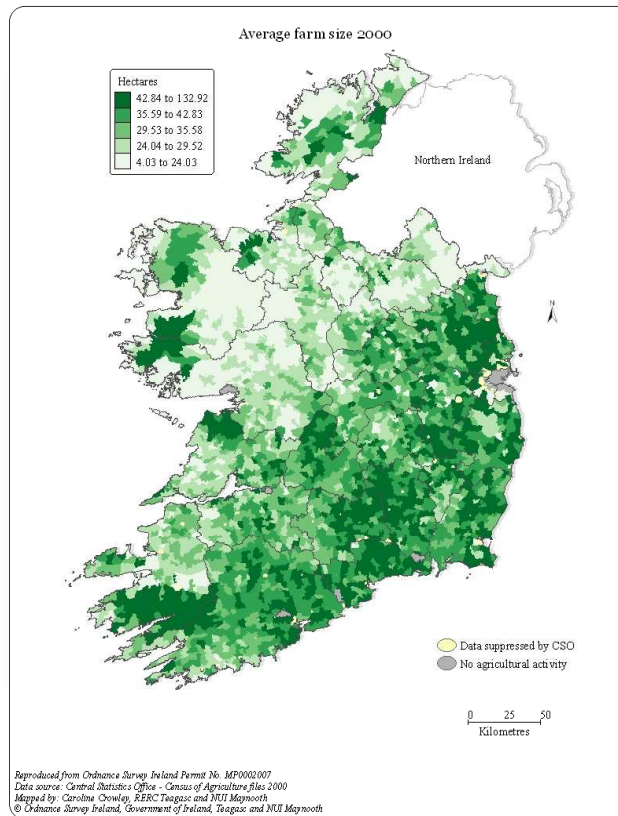 Average farm size 2000
Hectares
42.84 to 132.92
35.59 to 42.83
29.53 to 35.58
24.04 to 29.52
4.03 to 24.03
Northern Ireland
N
Data suppressed by CSO
No agricultural activity
0 25 50
Kilometres
Reproduced from Ordnance Survey Ireland Permit No. MP0002007
Data source: Central Statistics Office - Census of Agriculture files 2000
Mapped by: Caroline Crowley, RERC Teagasc and NUI Maynooth
© Ordnance Survey Ireland, Government of Ireland, Teagasc and NUI Maynooth